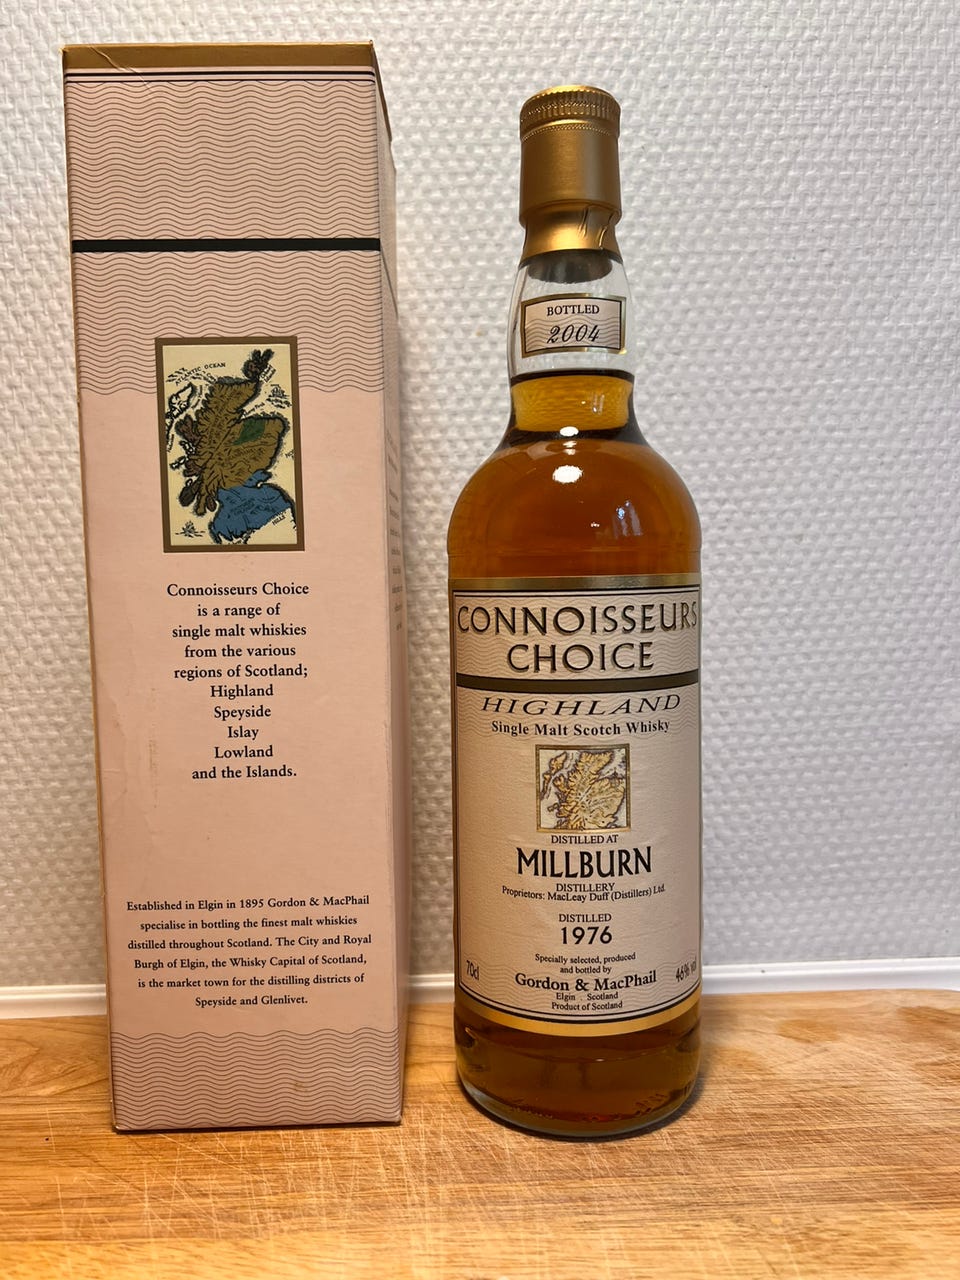 ATLANTIC OCEAN
Connoisseurs Choice
is a range of
single malt whiskies
from the various
regions of Scotland;
Highland
Speyside
Islay
Lowland
and the Islands.
Established in Elgin in 1895 Gordon & MacPhail
specialise in bottling the finest malt whiskies
distilled throughout Scotland. The City and Royal
Burgh of Elgin, the Whisky Capital of Scotland,
is the market town for the distilling districts of
Speyside and Glenlivet.
BOTTLED
2004
CONNOISSEURS
CHOICE
HIGHLAND
Single Malt Scotch Whisky
DISTILLED AT
MILLBURN
DISTILLERY
Proprietors: MacLeay Duff (Distillers) Ltd.
DISTILLED
1976
Specially selected, produced
and bottled by
70cl Gordon & MacPhail 46% vol
Elgin . Scotland
Product of Scotland